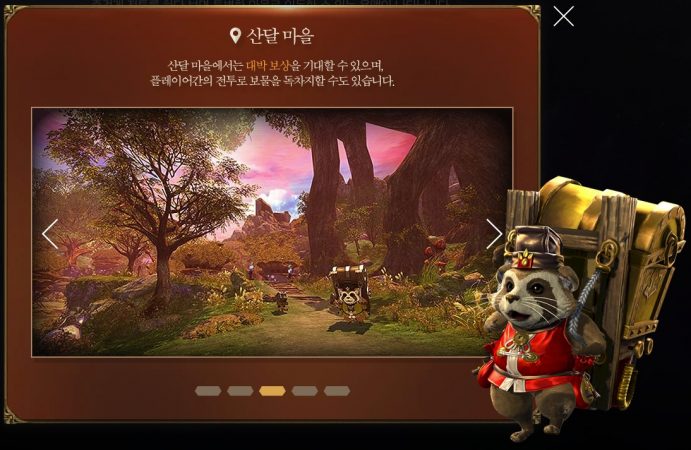 산달 마을
산달 마을에서는 대박 보상을 기대할 수 있으며,
플레이어간의 전투로 보물을 독차지할 수도 있습니다.